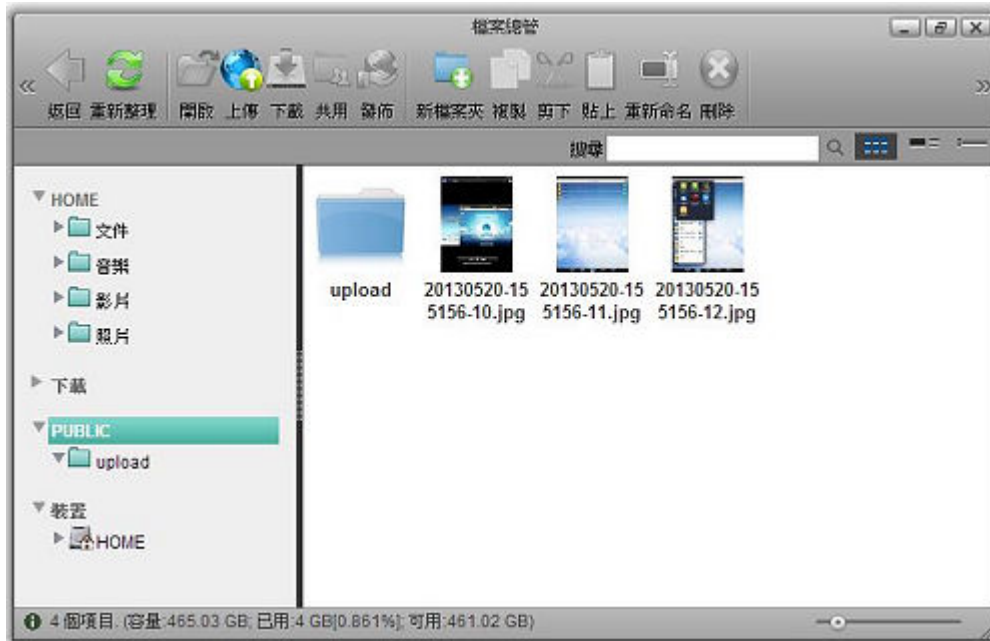 檔案總管
返回 重新整理 開啟 上傳 下載 共用 發佈 新檔案夾 複製 剪下 貼上 重新命名 刪除
搜尋
HOME
文件
音樂
影片
照片
下載
PUBLIC
upload
裝置
HOME
upload
20130520-15
5156-10.jpg
20130520-15
5156-11.jpg
20130520-15
5156-12.jpg
4 個項目. (容量:465.03 GB; 已用:4 GB[0.861%]; 可用:461.02 GB)